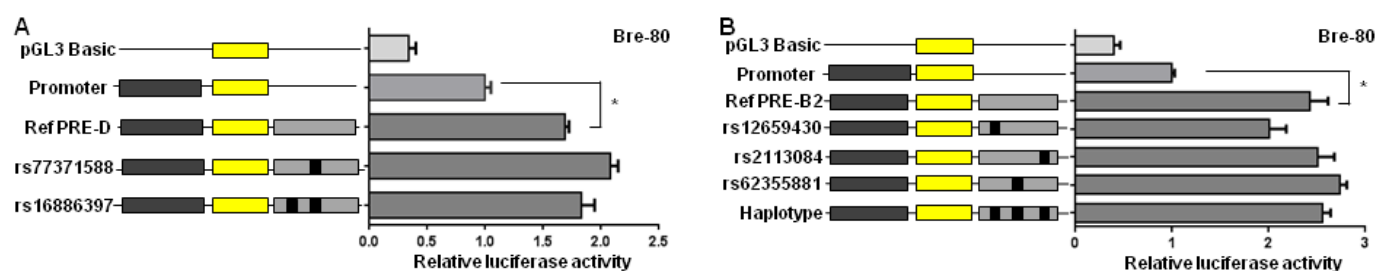 A
Bre-80
pGL3 Basic
Promoter
*
Ref PRE-D
rs77371588
rs16886397
0.0 0.5 1.0 1.5 2.0 2.5
Relative luciferase activity
B
Bre-80
pGL3 Basic
Promoter
*
Ref PRE-B2
rs12659430
rs2113084
rs62355881
Haplotype
0 1 2 3
Relative luciferase activity